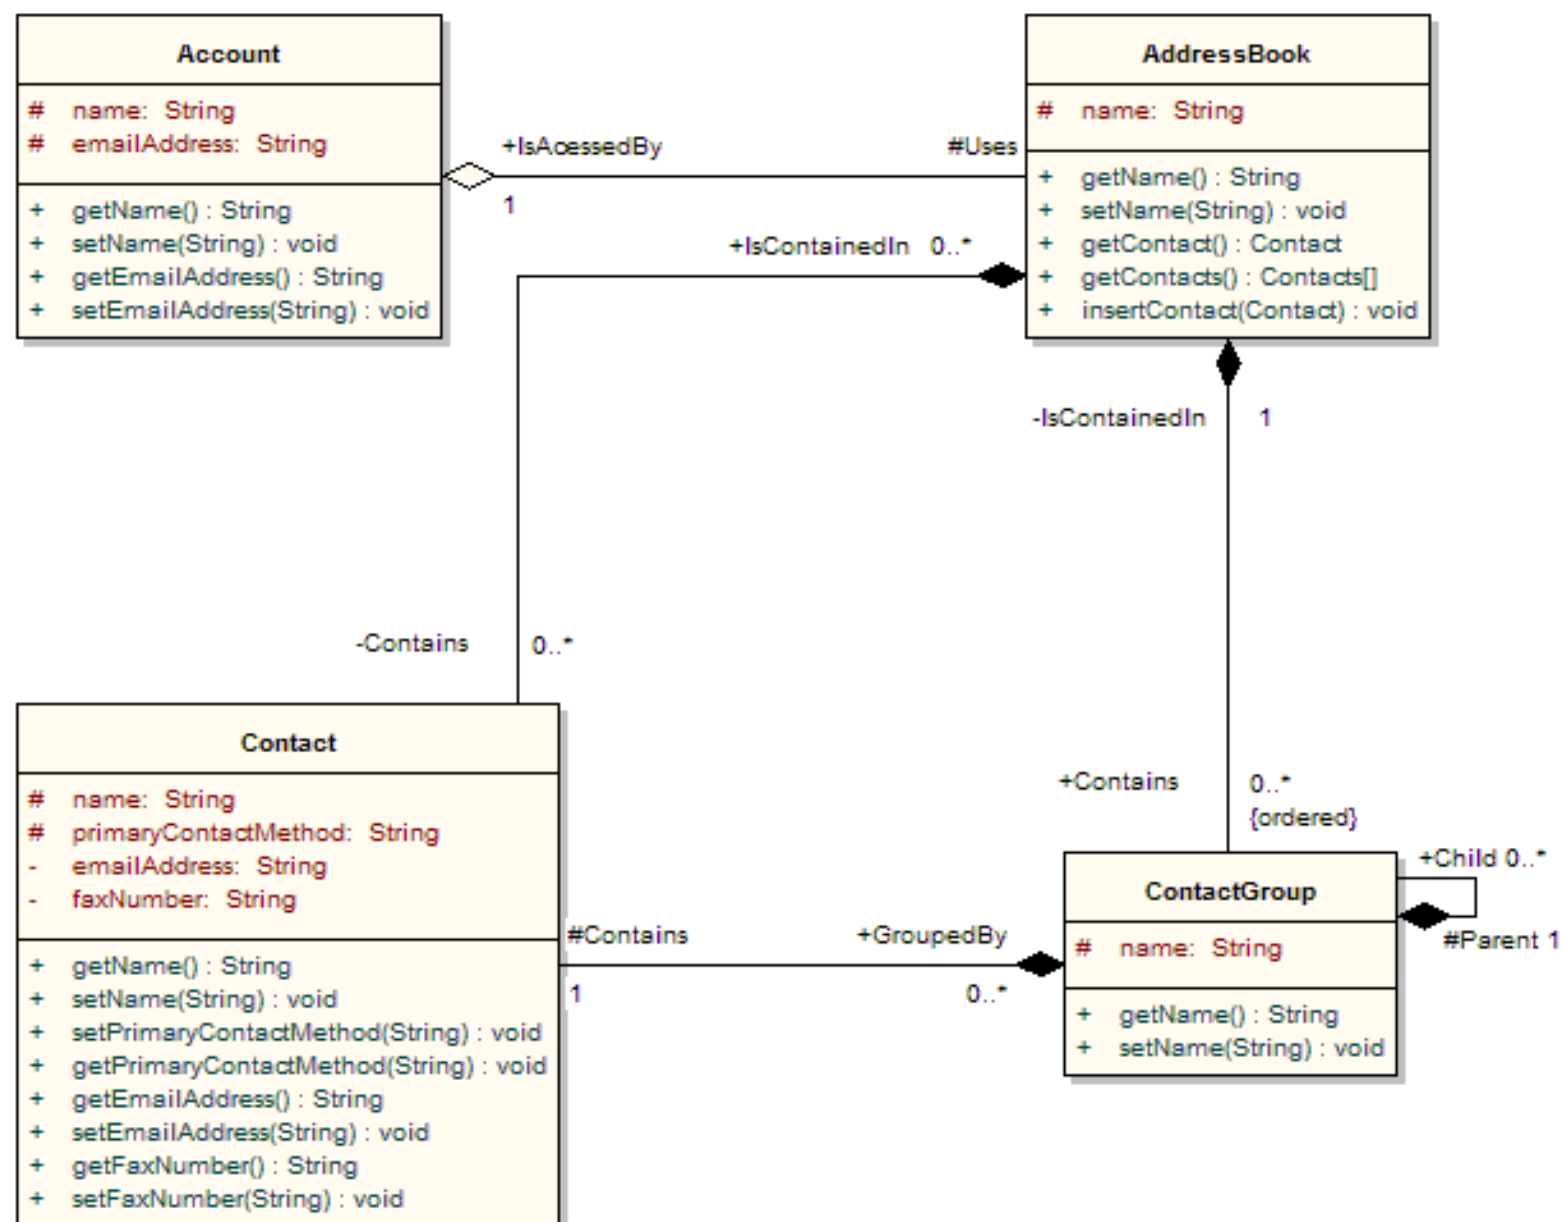 Account
# name: String
# emailAddress: String
+ getName() : String
+ setName(String) : void
+ getEmailAddress() : String
+ setEmailAddress(String) : void
+IsAcessedBy
#Uses
1
AddressBook
# name: String
+ getName() : String
+ setName(String) : void
+ getContact() : Contact
+ getContacts() : Contacts[]
+ insertContact(Contact) : void
+IsContainedIn 0..*
-IsContainedIn 1
-Contains 0..*
+Contains 0..*
{ordered}
Contact
# name: String
# primaryContactMethod: String
- emailAddress: String
- faxNumber: String
+ getName() : String
+ setName(String) : void
+ setPrimaryContactMethod(String) : void
+ getPrimaryContactMethod(String) : void
+ getEmailAddress() : String
+ setEmailAddress(String) : void
+ getFaxNumber() : String
+ setFaxNumber(String) : void
#Contains
+GroupedBy
1
0..*
ContactGroup
# name: String
+ getName() : String
+ setName(String) : void
+Child 0..*
#Parent 1